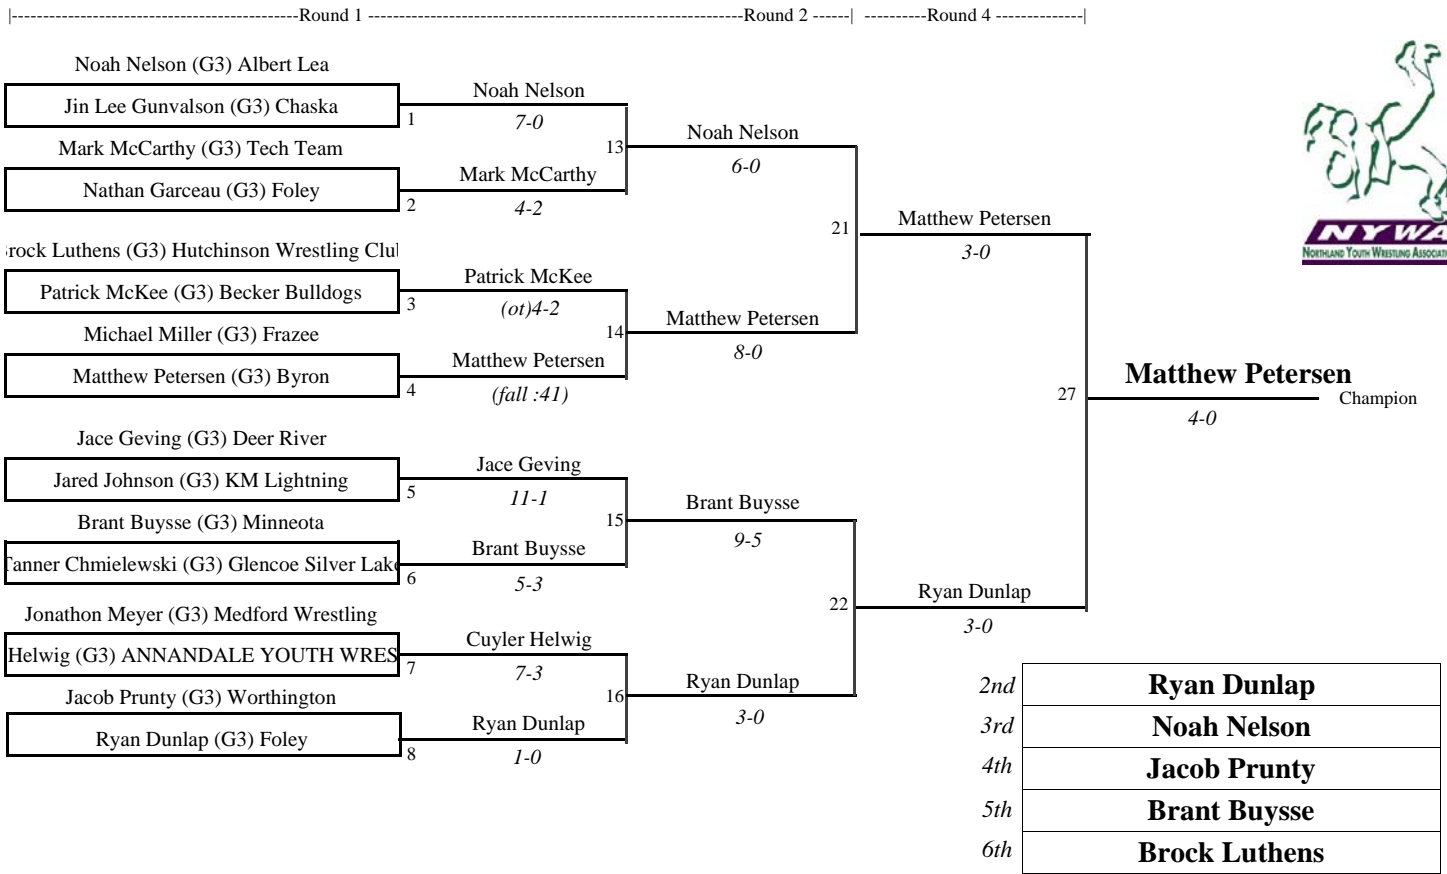 |----------------------------------------------Round 1 ------------------------------------------------------------Round 2 ------| ----------Round 4 --------------|
Noah Nelson (G3) Albert Lea
Jin Lee Gunvalson (G3) Chaska
1
Mark McCarthy (G3) Tech Team
Nathan Garceau (G3) Foley
2
Brock Luthens (G3) Hutchinson Wrestling Clul
Patrick McKee (G3) Becker Bulldogs
3
Michael Miller (G3) Frazee
Matthew Petersen (G3) Byron
4
Jace Geving (G3) Deer River
Jared Johnson (G3) KM Lightning
5
Brant Buysse (G3) Minneota
Tanner Chmielewski (G3) Glencoe Silver Lake
6
Jonathon Meyer (G3) Medford Wrestling
Helwig (G3) ANNANDALE YOUTH WRES
7
Jacob Prunty (G3) Worthington
Ryan Dunlap (G3) Foley
8
Noah Nelson
7-0
13
Mark McCarthy
4-2
Patrick McKee
(ot)4-2
14
Matthew Petersen
(fall :41)
Jace Geving
11-1
15
Brant Buysse
5-3
Cuyler Helwig
7-3
16
Ryan Dunlap
1-0
Noah Nelson
6-0
21
Matthew Petersen
8-0
Brant Buysse
9-5
22
Ryan Dunlap
3-0
Matthew Petersen
3-0
27
Ryan Dunlap
3-0
Matthew Petersen
Champion
4-0
NYWA
NORTHLAND YOUTH WRESTLING ASSOCIAT
2nd Ryan Dunlap
3rd Noah Nelson
4th Jacob Prunty
5th Brant Buysse
6th Brock Luthens